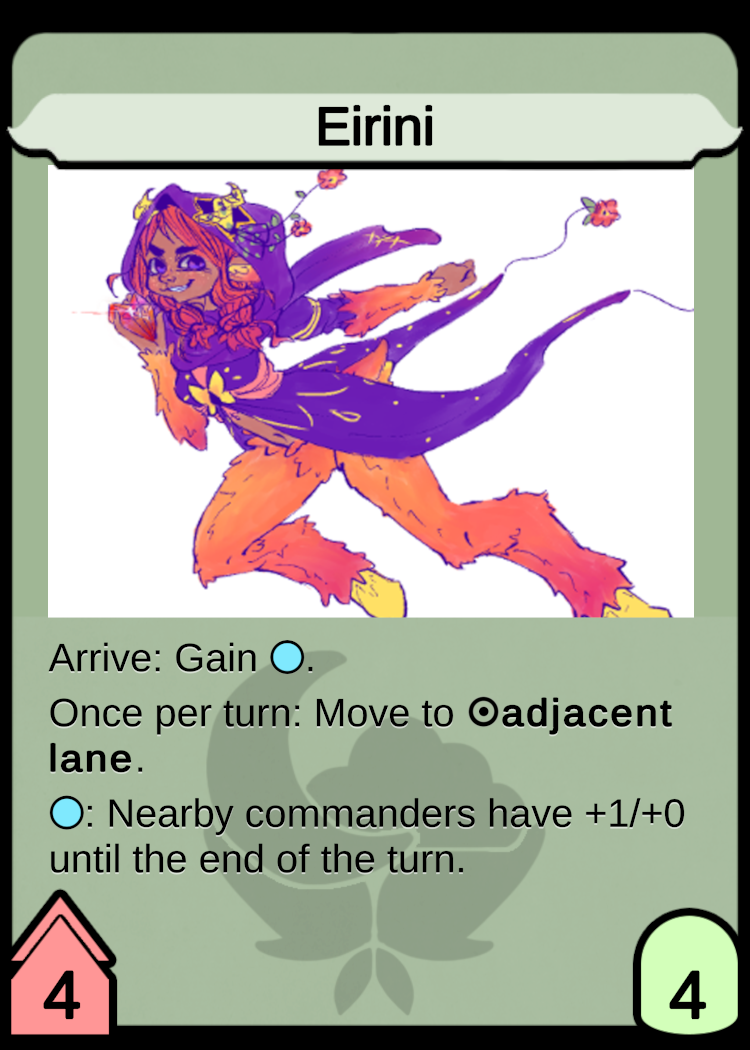 Eirini
Arrive: Gain .
Once per turn: Move to adjacent
lane.
: Nearby commanders have +1/+0
until the end of the turn.
4
4